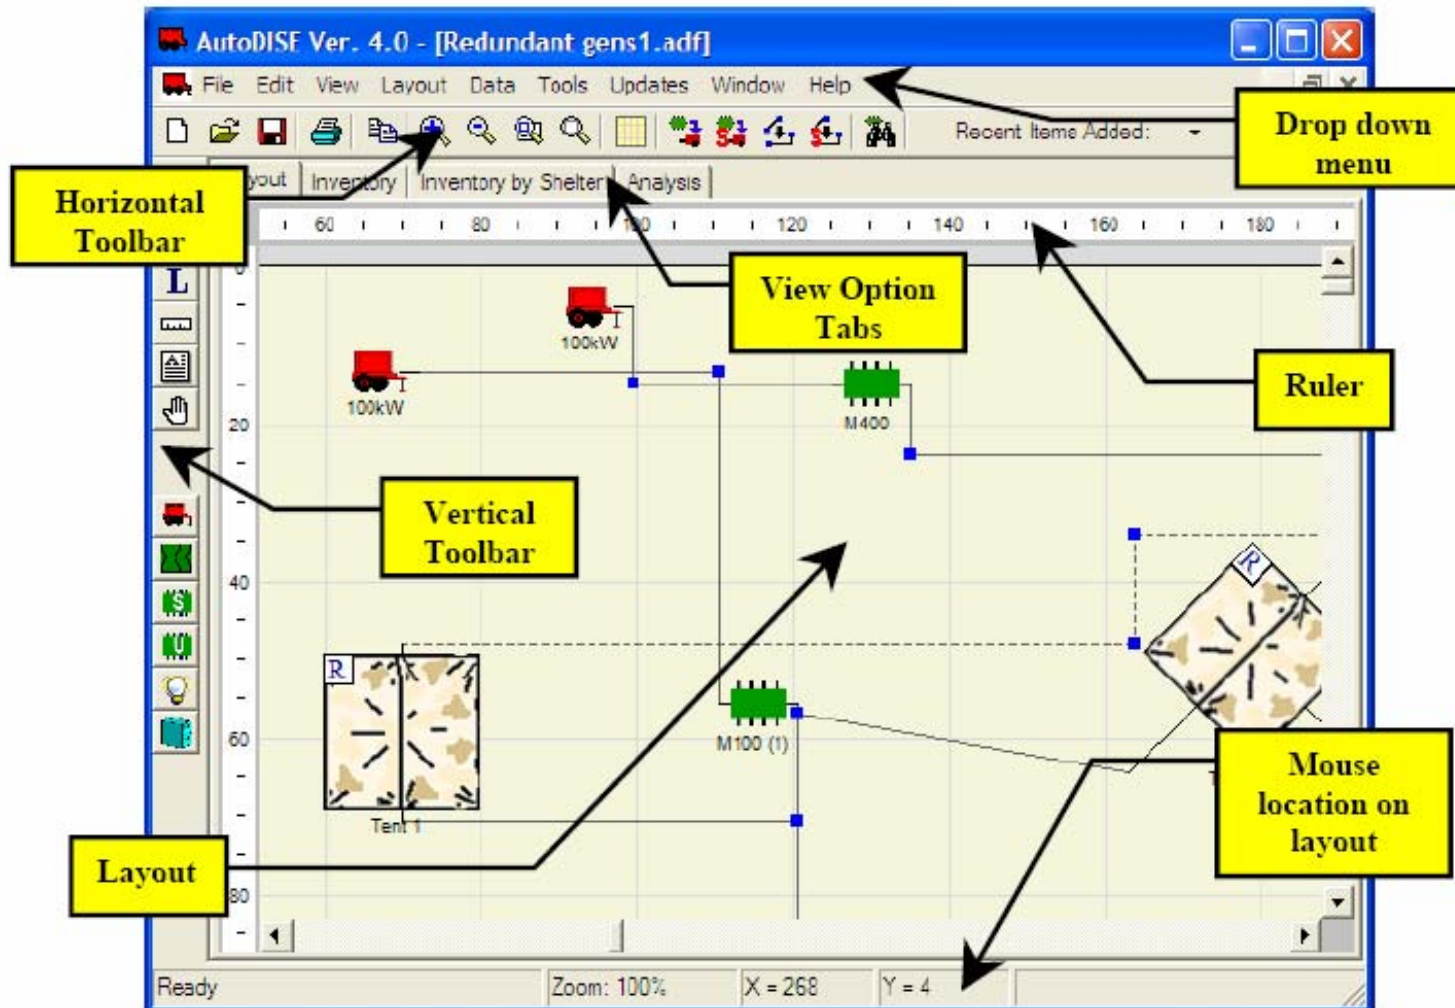 AutoDISE Ver. 4.0 - [Redundant gens1.adf]
File Edit View Layout Data Tools Updates Window Help
Drop down
menu
Recent Items Added:
Horizontal
Toolbar
Inventory Inventory by Shelter Analysis
60 80 120 140 160 180
View Option
Tabs
L
100kW
100kW
M400
Ruler
20
Vertical
Toolbar
R
40
S
U
R
60
M100 (1)
Tent 1
Mouse
location on
layout
Layout
80
Ready Zoom: 100% X = 268 Y = 4